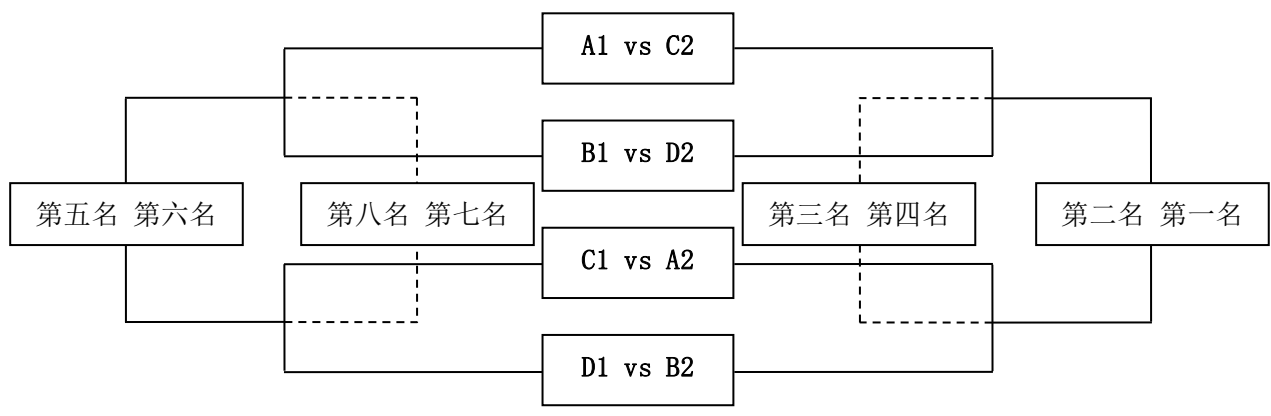 A1 vs C2
B1 vs D2
第五名 第六名
第八名 第七名
第三名 第四名
第二名 第一名
C1 vs A2
D1 vs B2